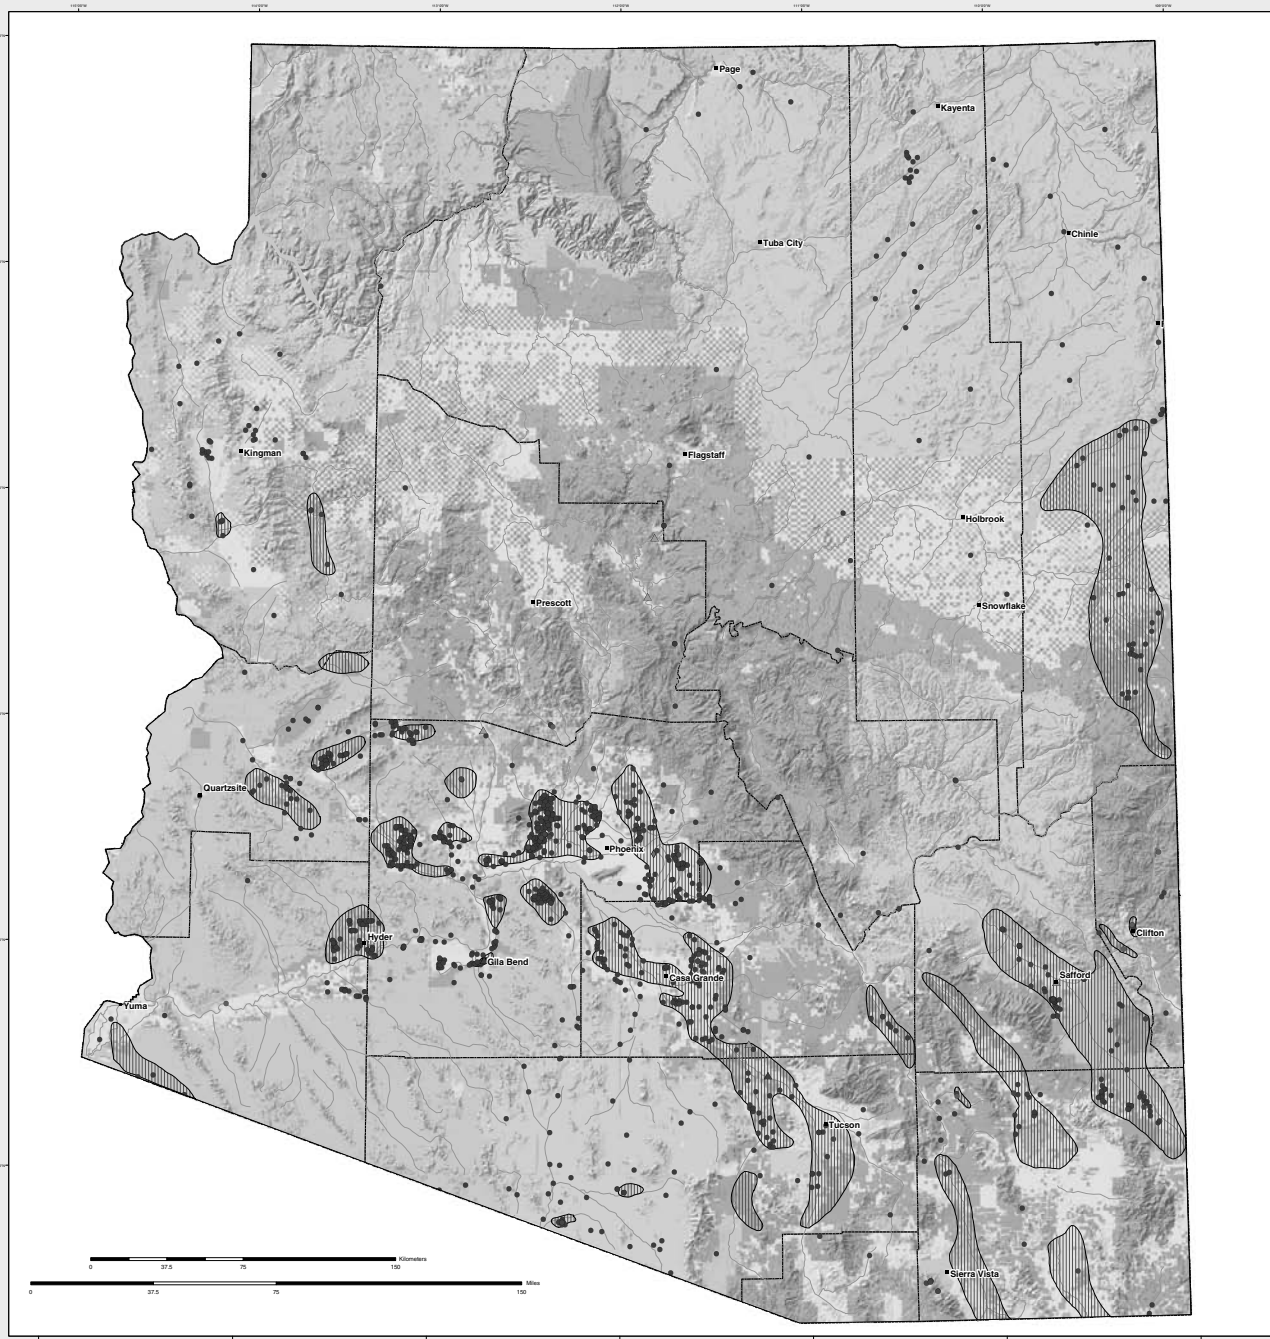 Page
Kayenta
Tuba City
Chinle
Kingman
Flagstaff
Holbrook
Prescott
Snowflake
Quartzsite
Phoenix
Hyder
Clifton
Gila Bend
Casa Grande
Safford
Yuma
Tucson
Sierra Vista
Kilometers
0 37.5 75 150
Miles
0 37.5 75 150